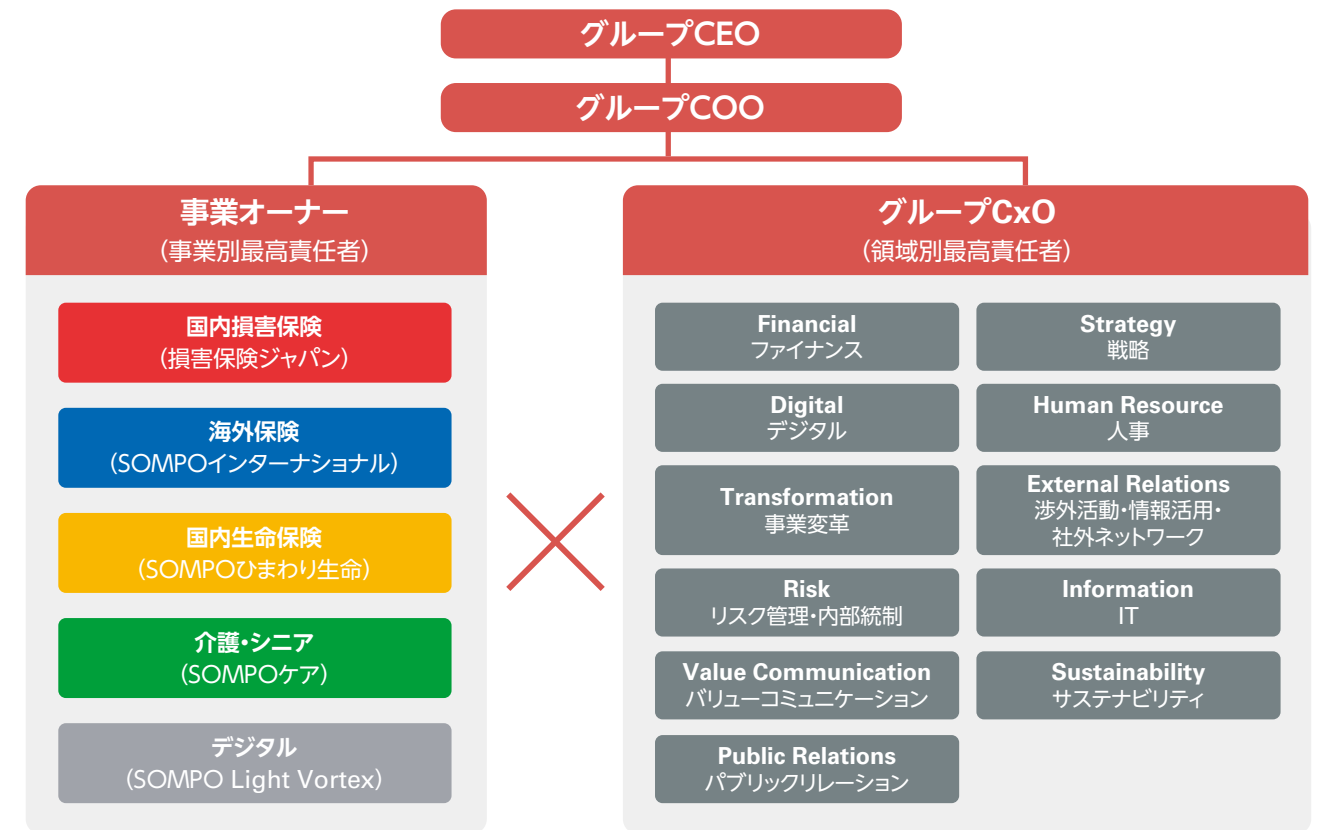 グループCEO
グループCOO
事業オーナー
（事業別最高責任者）
国内損害保険
（損害保険ジャパン）
海外保険
（SOMPOインターナショナル）
国内生命保険
（SOMPOひまわり生命）
介護・シニア
（SOMPOケア）
デジタル
（SOMPO Light Vortex）
グループCxO
（領域別最高責任者）
Financial
ファイナンス
Strategy
戦略
Digital
デジタル
Human Resource
人事
Transformation
事業変革
External Relations
渉外活動・情報活用・
社外ネットワーク
Risk
リスク管理・内部統制
Information
IT
Value Communication
バリューコミュニケーション
Sustainability
サステナビリティ
Public Relations
パブリックリレーション